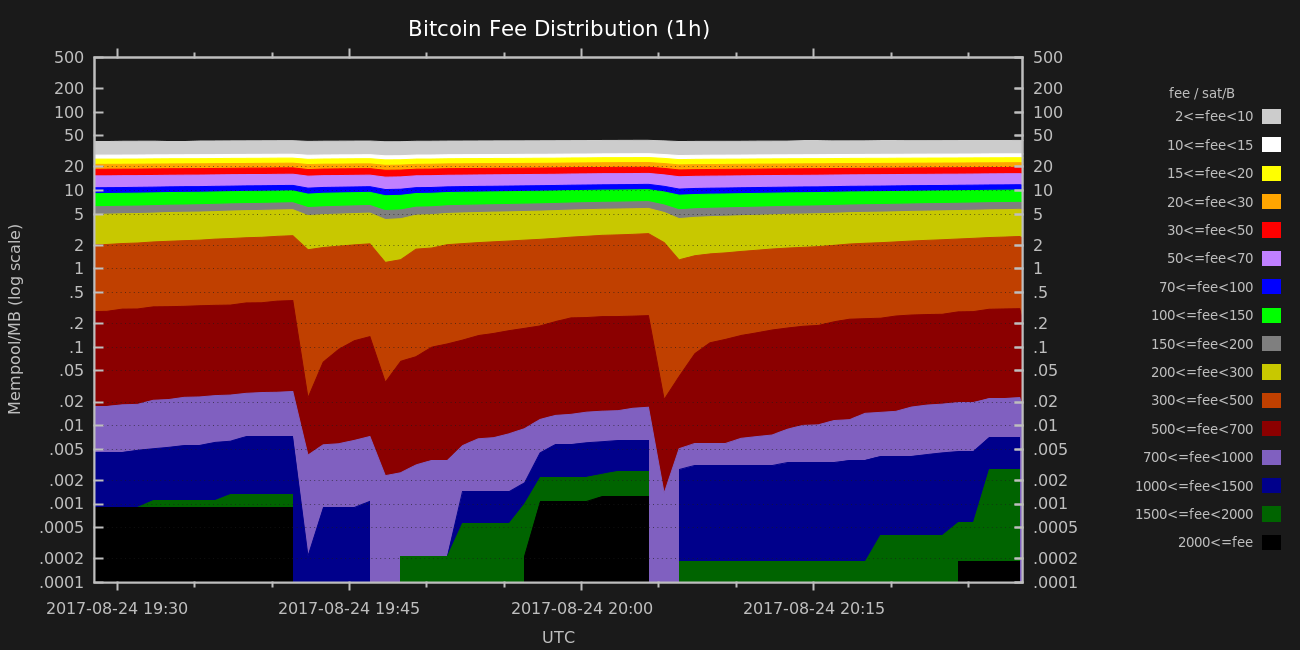 Bitcoin Fee Distribution (1h)
500
200
100
50
20
10
5
2
1
.5
.2
.1
.05
.02
.01
.005
.002
.001
.0005
.0002
.0001
Mempool/MB (log scale)
500
200
100
50
20
10
5
2
1
.5
.2
.1
.05
.02
.01
.005
.002
.001
.0005
.0002
.0001
2017-08-24 19:30
2017-08-24 19:45
2017-08-24 20:00
2017-08-24 20:15
UTC
fee / sat/B
2<=fee<10
10<=fee<15
15<=fee<20
20<=fee<30
30<=fee<50
50<=fee<70
70<=fee<100
100<=fee<150
150<=fee<200
200<=fee<300
300<=fee<500
500<=fee<700
700<=fee<1000
1000<=fee<1500
1500<=fee<2000
2000<=fee